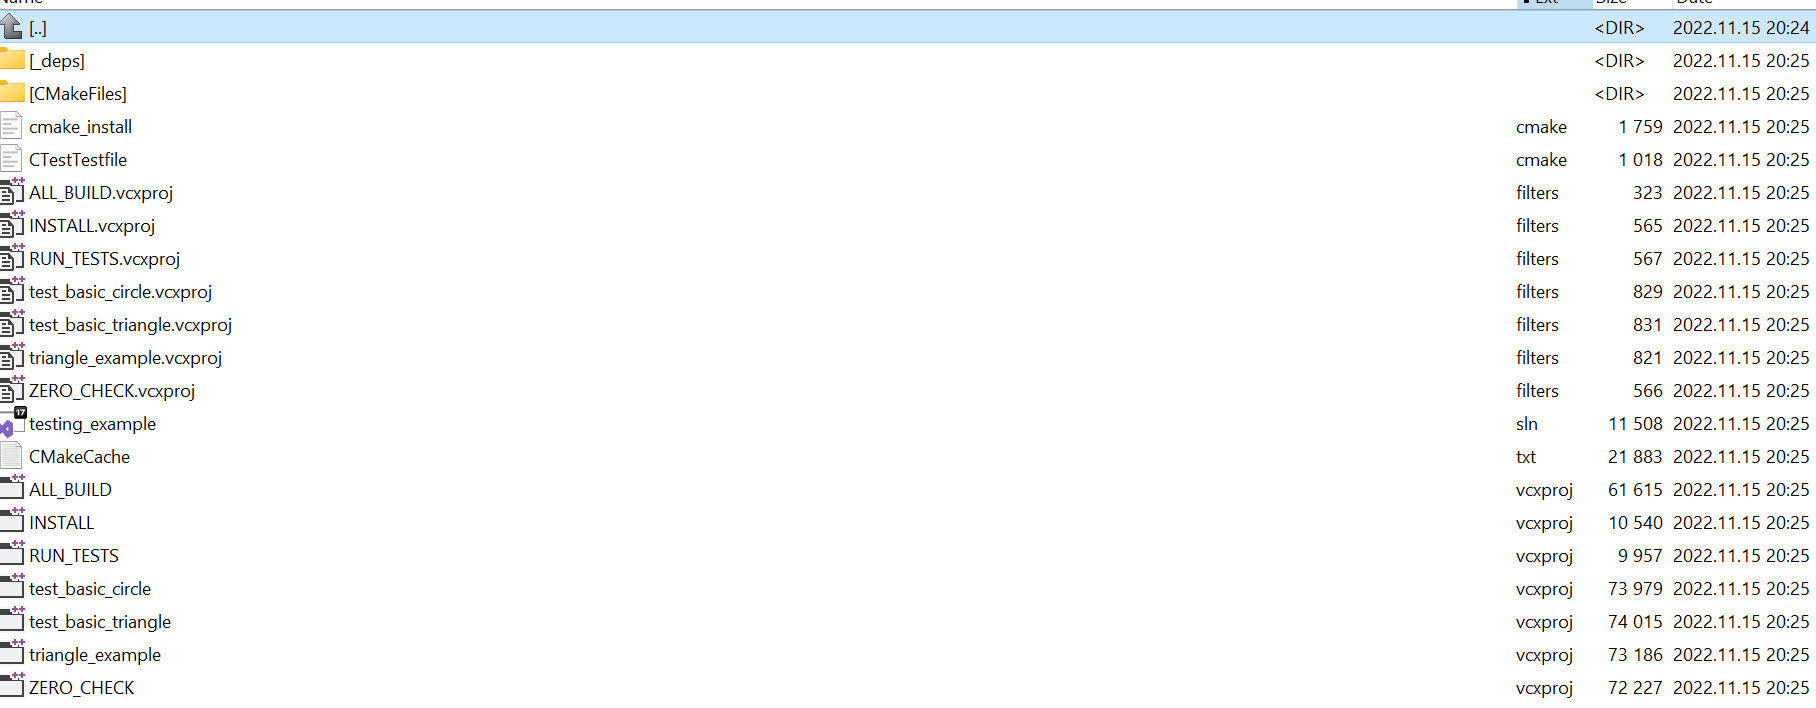 Name Ext Size Date
[..] <DIR> 2022.11.15 20:24
[_deps] <DIR> 2022.11.15 20:25
[CMakeFiles] <DIR> 2022.11.15 20:25
cmake_install cmake 1 759 2022.11.15 20:25
CTestTestfile cmake 1 018 2022.11.15 20:25
ALL_BUILD.vcxproj filters 323 2022.11.15 20:25
INSTALL.vcxproj filters 565 2022.11.15 20:25
RUN_TESTS.vcxproj filters 567 2022.11.15 20:25
test_basic_circle.vcxproj filters 829 2022.11.15 20:25
test_basic_triangle.vcxproj filters 831 2022.11.15 20:25
triangle_example.vcxproj filters 821 2022.11.15 20:25
ZERO_CHECK.vcxproj filters 566 2022.11.15 20:25
17 testing_example sln 11 508 2022.11.15 20:25
CMakeCache txt 21 883 2022.11.15 20:25
ALL_BUILD vcxproj 61 615 2022.11.15 20:25
INSTALL vcxproj 10 540 2022.11.15 20:25
RUN_TESTS vcxproj 9 957 2022.11.15 20:25
test_basic_circle vcxproj 73 979 2022.11.15 20:25
test_basic_triangle vcxproj 74 015 2022.11.15 20:25
triangle_example vcxproj 73 186 2022.11.15 20:25
ZERO_CHECK vcxproj 72 227 2022.11.15 20:25